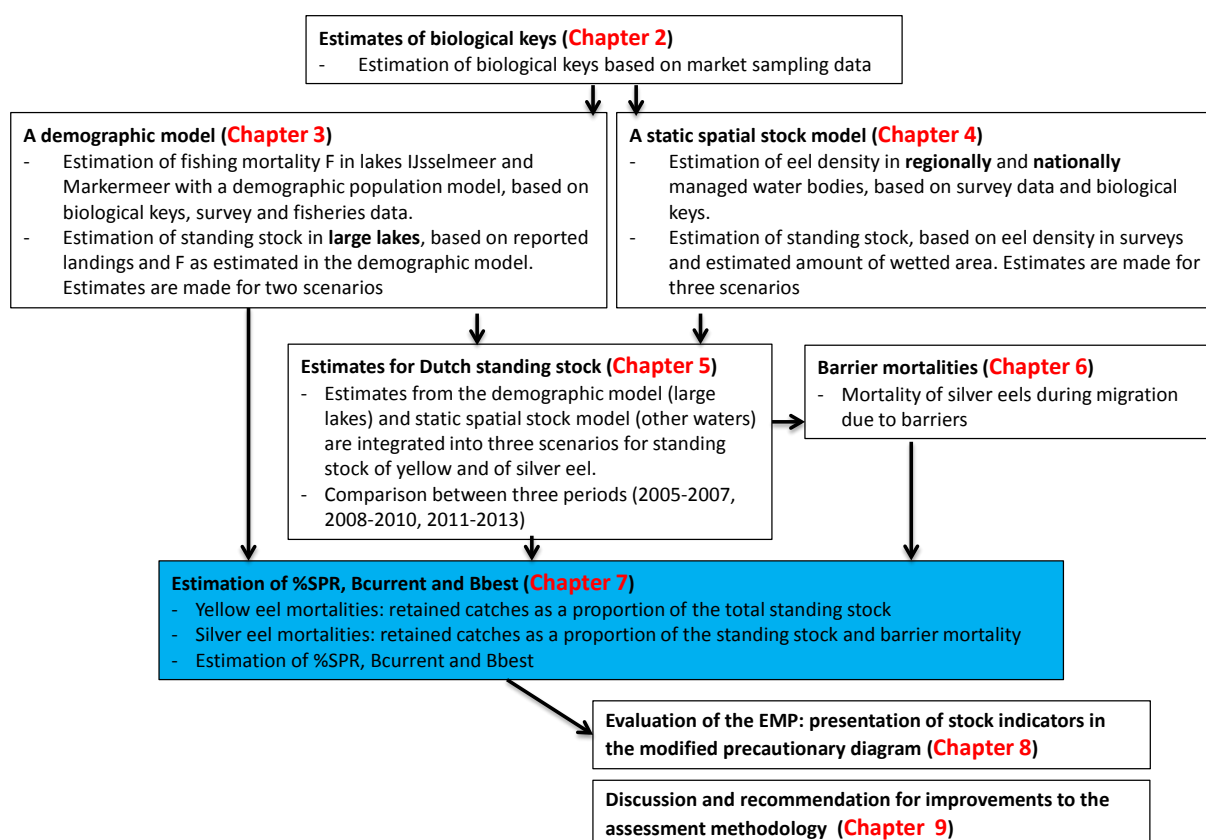 Estimates of biological keys (Chapter 2)
- Estimation of biological keys based on market sampling data
A demographic model (Chapter 3)
- Estimation of fishing mortality F in lakes IJsselmeer and
Markermeer with a demographic population model, based on
biological keys, survey and fisheries data.
- Estimation of standing stock in large lakes, based on reported
landings and F as estimated in the demographic model.
Estimates are made for two scenarios
A static spatial stock model (Chapter 4)
- Estimation of eel density in regionally and nationally
managed water bodies, based on survey data and biological
keys.
- Estimation of standing stock, based on eel density in surveys
and estimated amount of wetted area. Estimates are made for
three scenarios
Estimates for Dutch standing stock (Chapter 5)
- Estimates from the demographic model (large
lakes) and static spatial stock model (other waters)
are integrated into three scenarios for standing
stock of yellow and of silver eel.
- Comparison between three periods (2005-2007,
2008-2010, 2011-2013)
Barrier mortalities (Chapter 6)
- Mortality of silver eels during migration
due to barriers
Estimation of %SPR, Bcurrent and Bbest (Chapter 7)
- Yellow eel mortalities: retained catches as a proportion of the total standing stock
- Silver eel mortalities: retained catches as a proportion of the standing stock and barrier mortality
- Estimation of %SPR, Bcurrent and Bbest
Evaluation of the EMP: presentation of stock indicators in
the modified precautionary diagram (Chapter 8)
Discussion and recommendation for improvements to the
assessment methodology (Chapter 9)